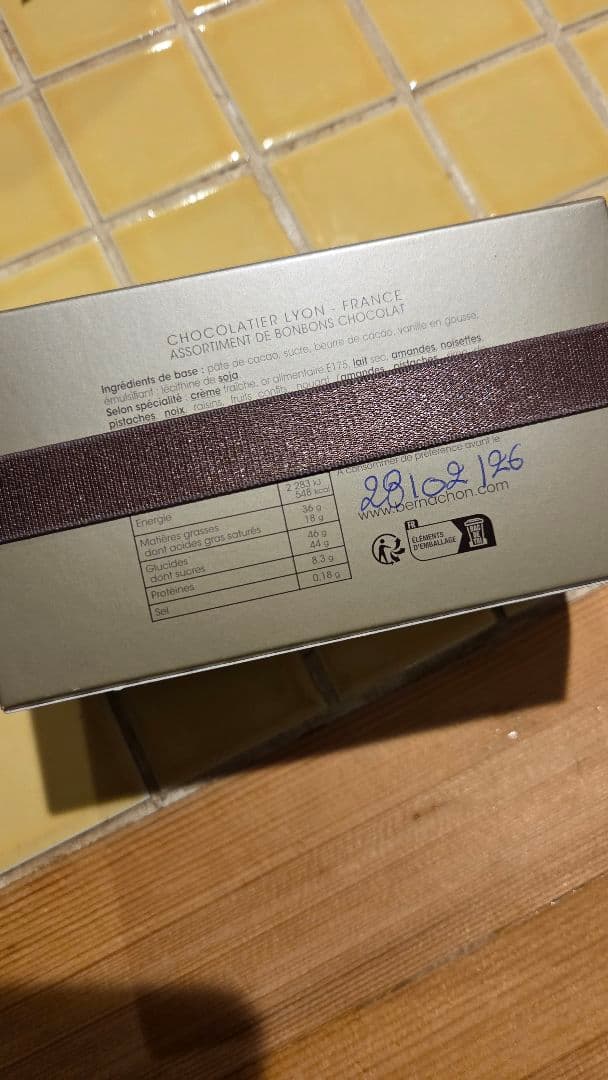 CHOCOLATIER LYON - FRANCE
ASSORTIMENT DE BONBONS CHOCOLAT
Ingrédients de base : pâte de cacao, sucre, beurre de cacao, vanille en gousse,
émulsifiant : lécithine de soja
Selon spécialité : crème fraîche, or alimentaire E175, lait sec, amandes, noisettes,
pistaches, noix, raisins, fruits confits, nougat (amandes, pistaches
A consommer de préférence avant le
28/02/26
www.bernachon.com
Energie 2 283 kJ
548 kcal
Matières grasses 36 g
dont acides gras saturés 18 g
Glucides 46 g
dont sucres 44 g
Protéines 8.3 g
Sel 0.18 g
FR
ÉLÉMENTS
D'EMBALLAGE
BAC
DE
TRI